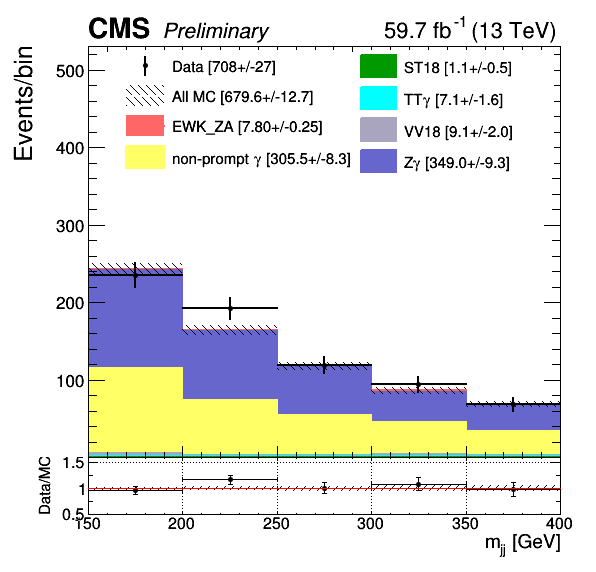 CMS Preliminary 59.7 fb⁻¹ (13 TeV)
Events/bin
500
400
300
200
100
Data [708+/-27]
All MC [679.6+/-12.7]
EWK_ZA [7.80+/-0.25]
non-prompt γ [305.5+/-8.3]
ST18 [1.1+/-0.5]
TTγ [7.1+/-1.6]
VV18 [9.1+/-2.0]
Zγ [349.0+/-9.3]
Data/MC
1.5
1
0.5
150 200 250 300 350 400
m_jj [GeV]